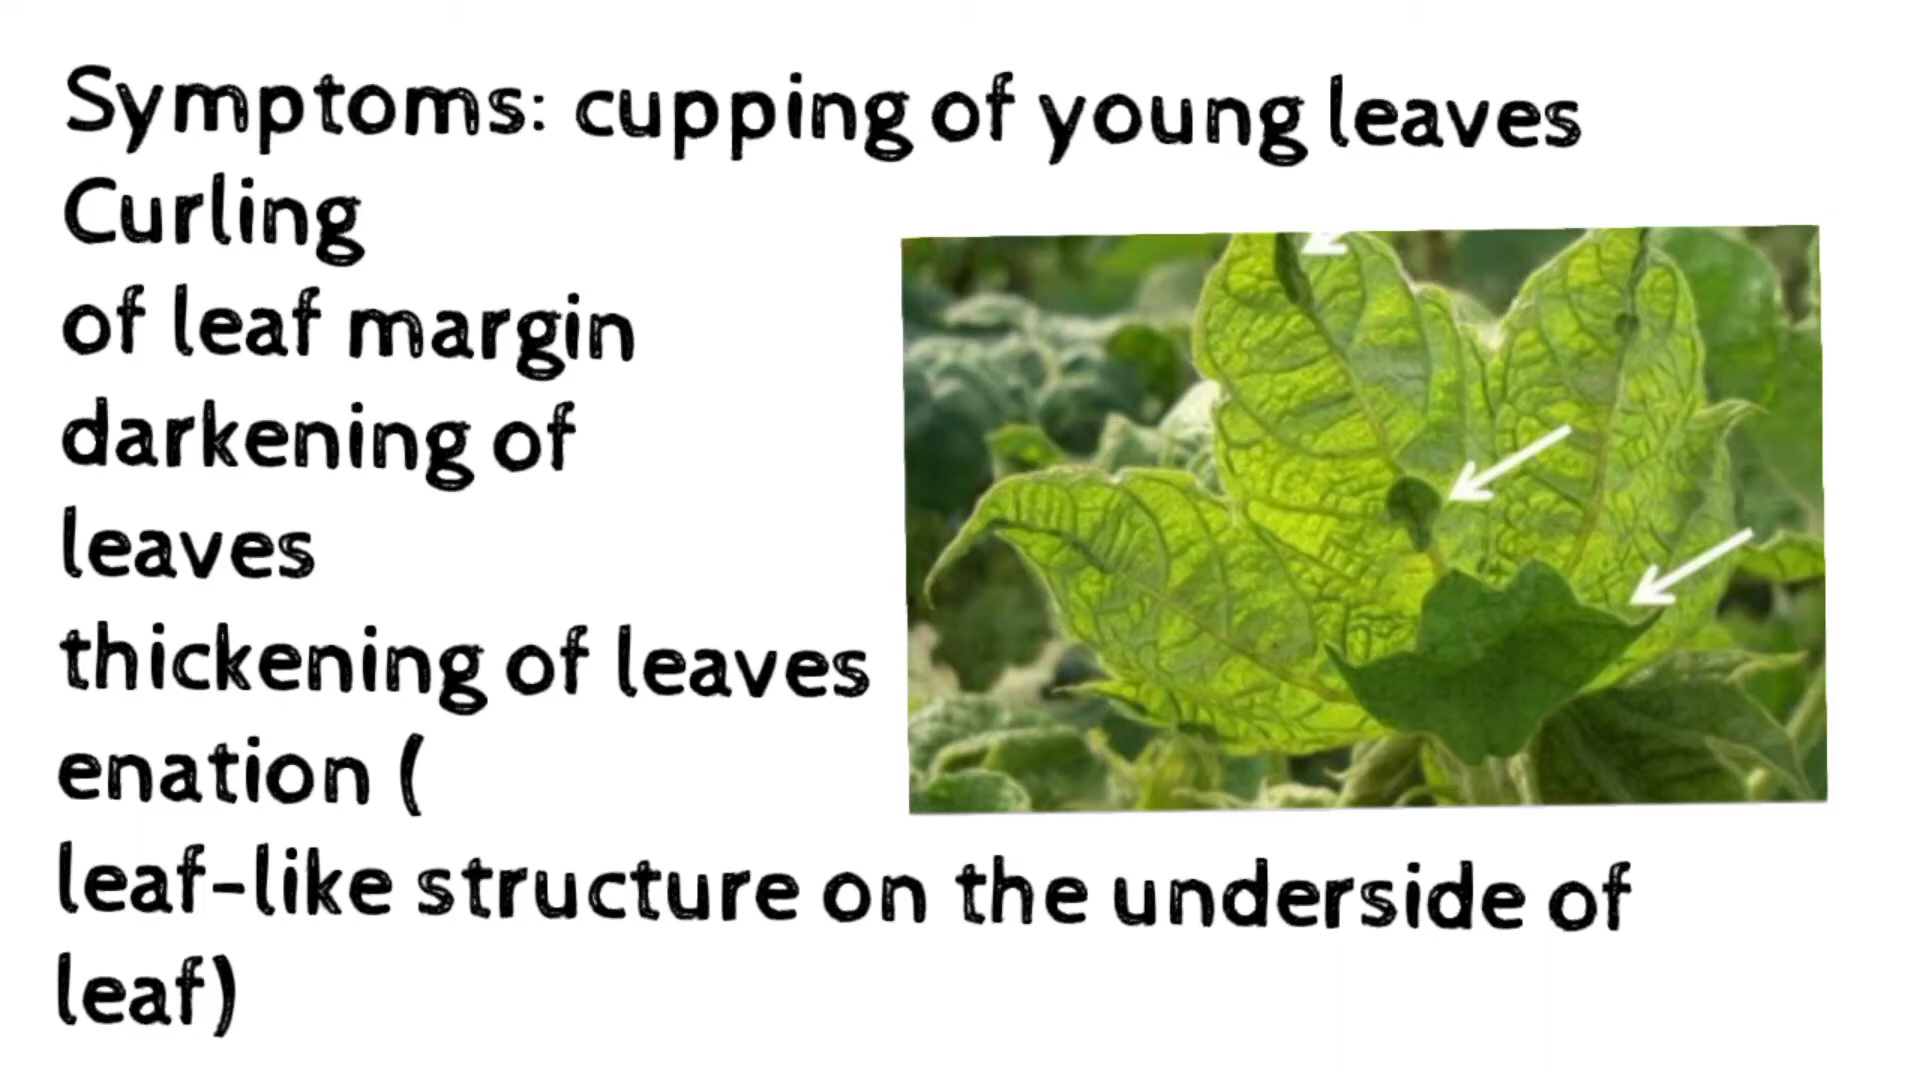 Symptoms: cupping of young leaves
Curling
of leaf margin
darkening of
leaves
thickening of leaves
enation (
leaf-like structure on the underside of
leaf)